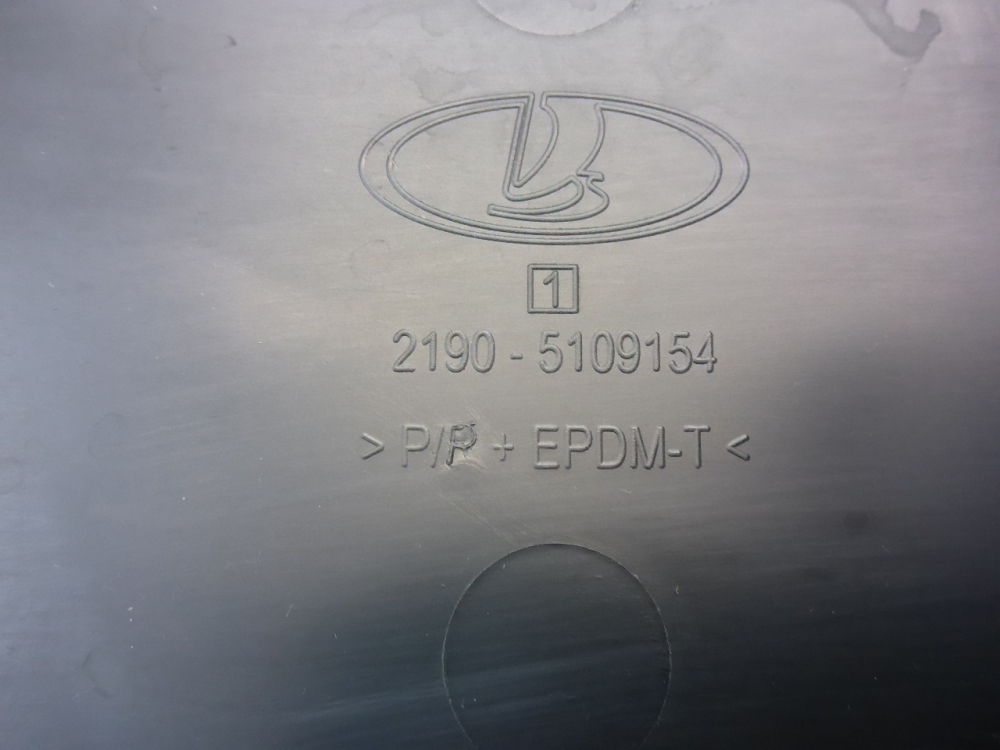 1
2190 - 5109154
> P/P + EPDM-T <